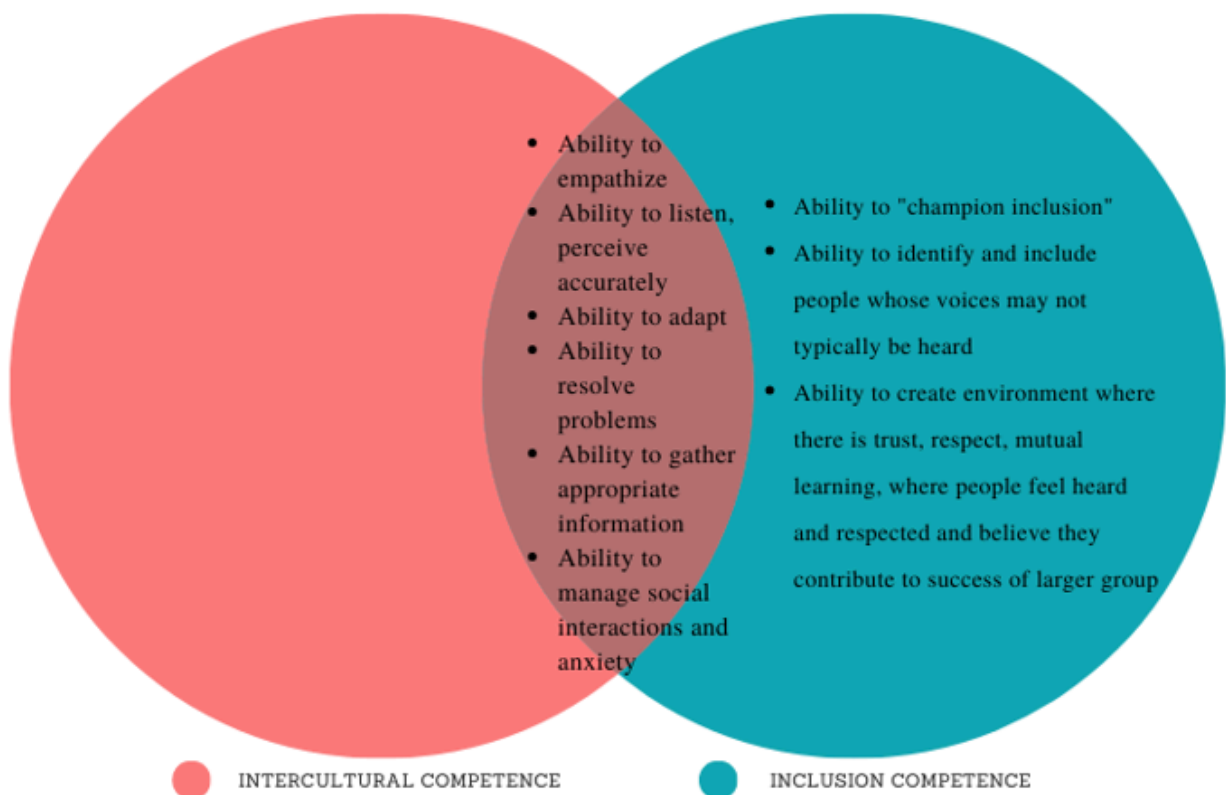 • Ability to
empathize
• Ability to listen,
perceive
accurately
• Ability to adapt
• Ability to
resolve
problems
• Ability to gather
appropriate
information
• Ability to
manage social
interactions and
anxiety
• Ability to "champion inclusion"
• Ability to identify and include
people whose voices may not
typically be heard
• Ability to create environment where
there is trust, respect, mutual
learning, where people feel heard
and respected and believe they
contribute to success of larger group
INTERCULTURAL COMPETENCE
INCLUSION COMPETENCE